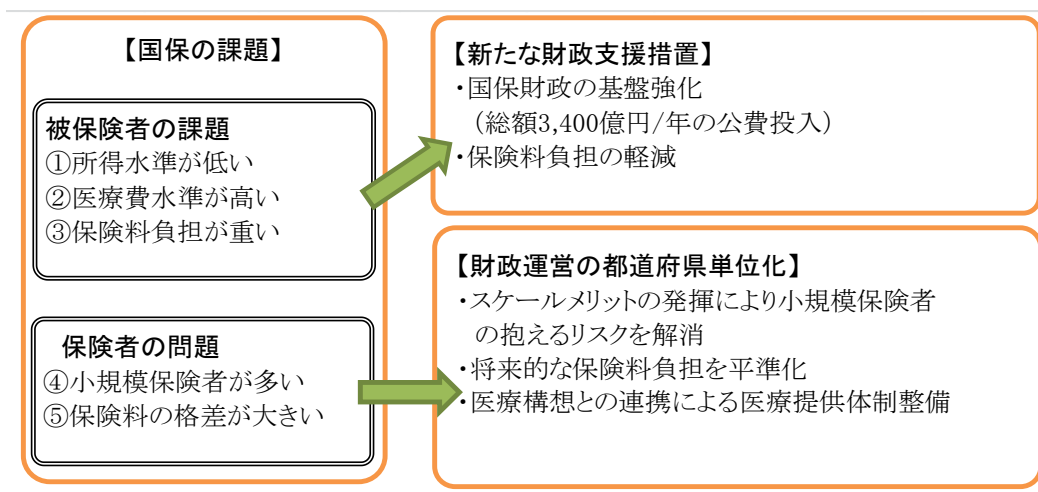 【国保の課題】
被保険者の課題
①所得水準が低い
②医療費水準が高い
③保険料負担が重い
保険者の問題
④小規模保険者が多い
⑤保険料の格差が大きい
【新たな財政支援措置】
・国保財政の基盤強化
（総額3,400億円/年の公費投入）
・保険料負担の軽減
【財政運営の都道府県単位化】
・スケールメリットの発揮により小規模保険者
の抱えるリスクを解消
・将来的な保険料負担を平準化
・医療構想との連携による医療提供体制整備